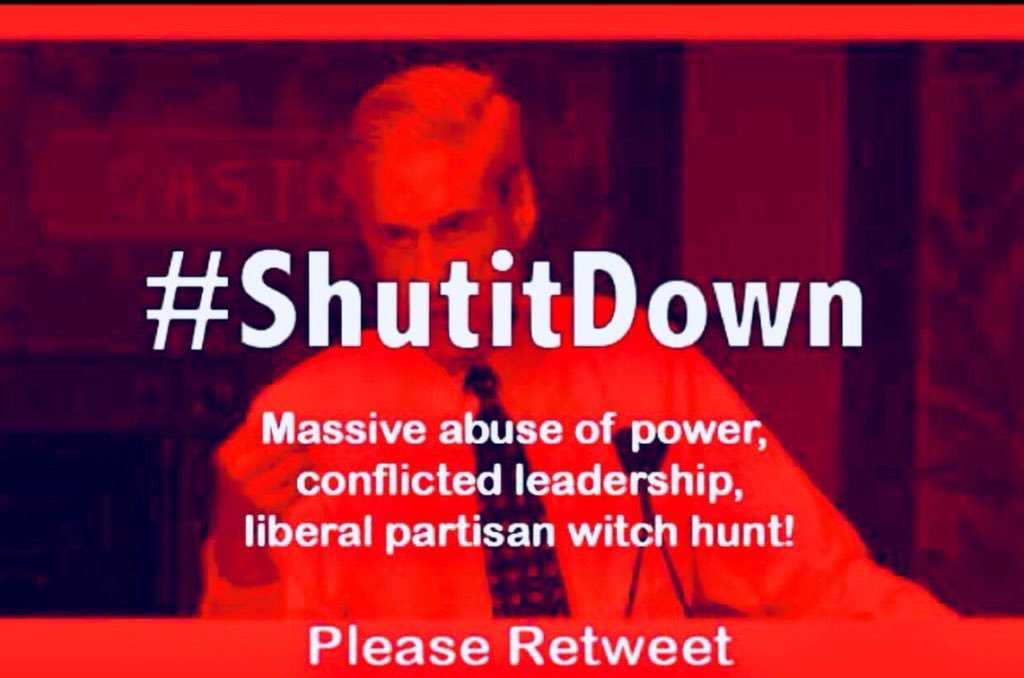 #ShutitDown
Massive abuse of power,
conflicted leadership,
liberal partisan witch hunt!
Please Retweet